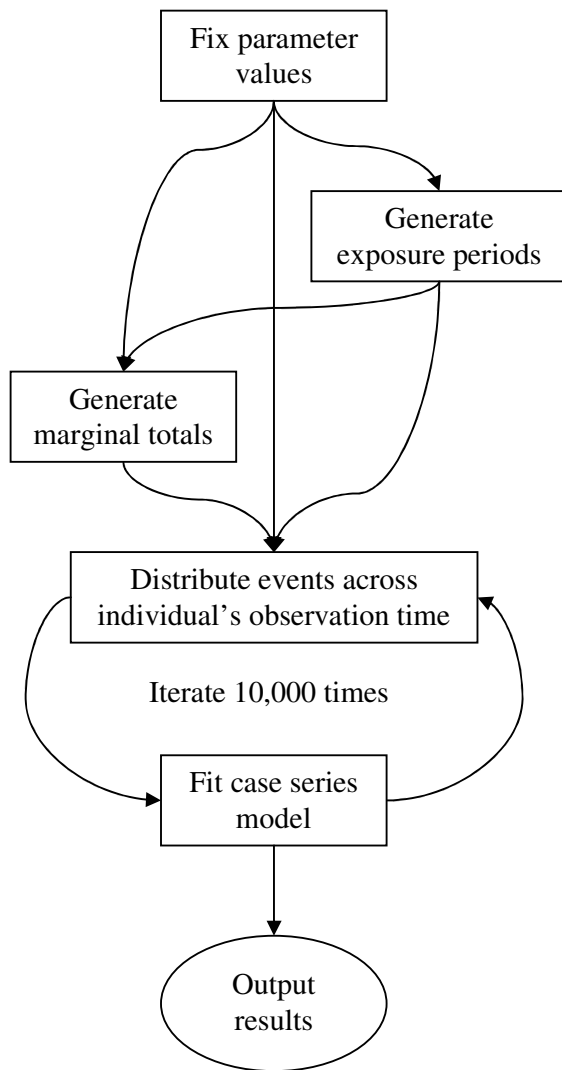 Fix parameter
values
Generate
exposure periods
Generate
marginal totals
Distribute events across
individual’s observation time
Iterate 10,000 times
Fit case series
model
Output
results